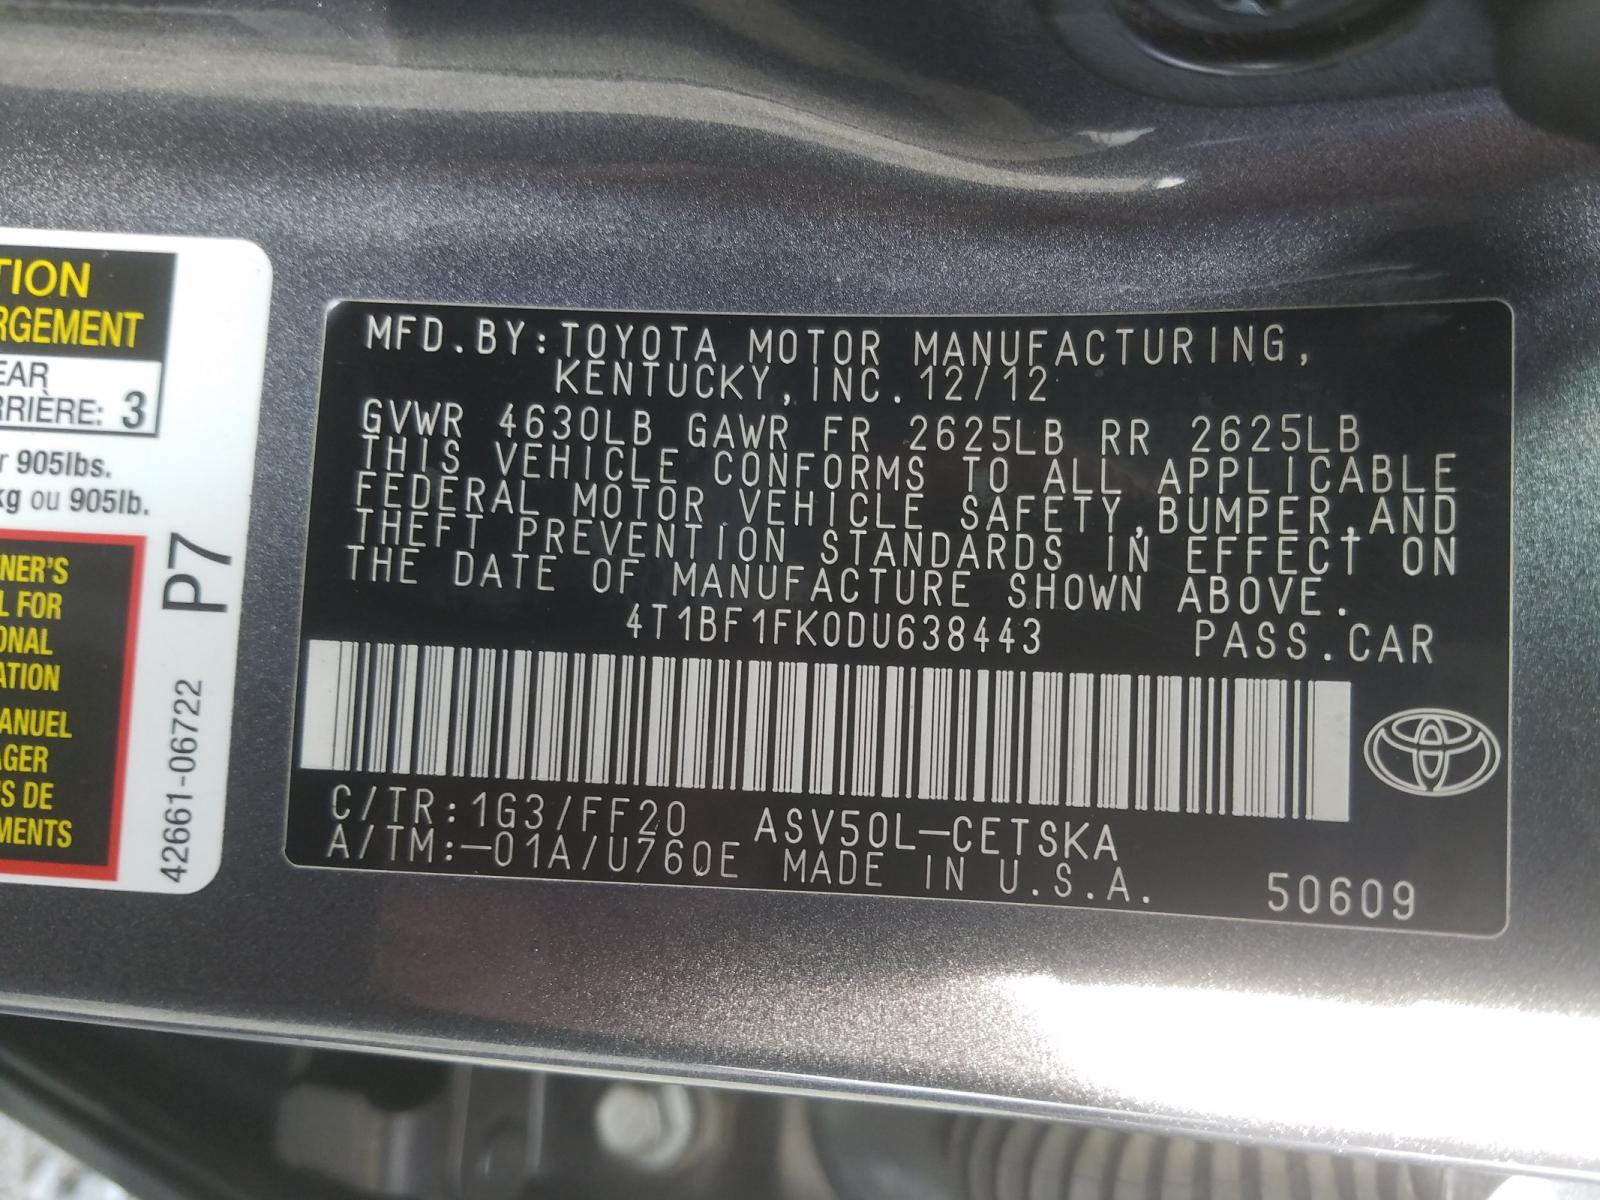 TION
RGEMENT
EAR
RRIÈRE: 3
r 905lbs.
kg ou 905lb.
NER'S
L FOR
ONAL
ATION
ANUEL
AGER
S DE
MENTS
42661-06722 P7
MFD.BY:TOYOTA MOTOR MANUFACTURING,
KENTUCKY,INC.12/12
GVWR 4630LB GAWR FR 2625LB RR 2625LB
THIS VEHICLE CONFORMS TO ALL APPLICABLE
FEDERAL MOTOR VEHICLE SAFETY,BUMPER,AND
THEFT PREVENTION STANDARDS IN EFFECT ON
THE DATE OF MANUFACTURE SHOWN ABOVE.
4T1BF1FK0DU638443 PASS.CAR
C/TR:1G3/FF20 ASV50L-CETSKA
A/TM:-01A/U760E MADE IN U.S.A. 50609